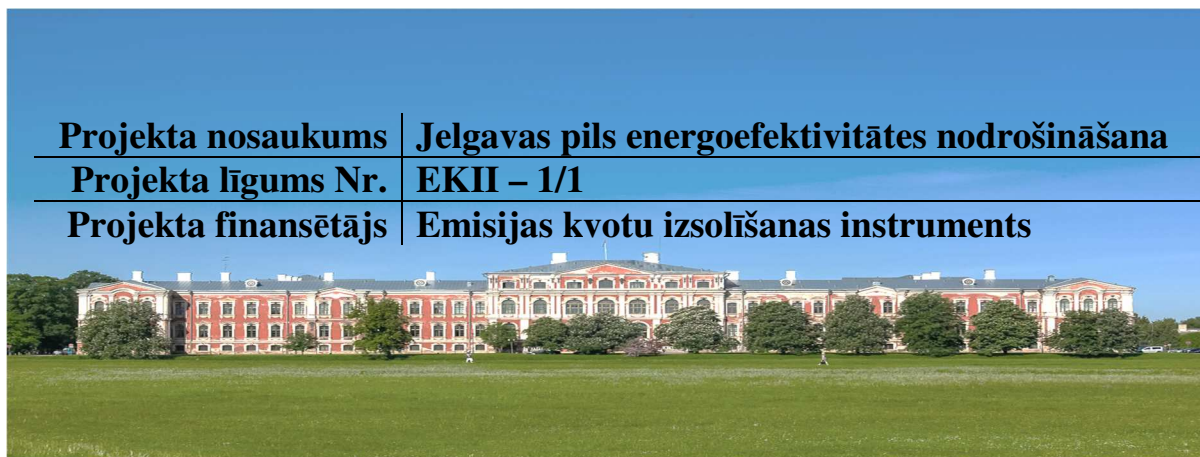 Projekta nosaukums Jelgavas pils energoefektivitātes nodrošināšana
Projekta līgums Nr. EKII – 1/1
Projekta finansētājs Emisijas kvotu izsolīšanas instruments